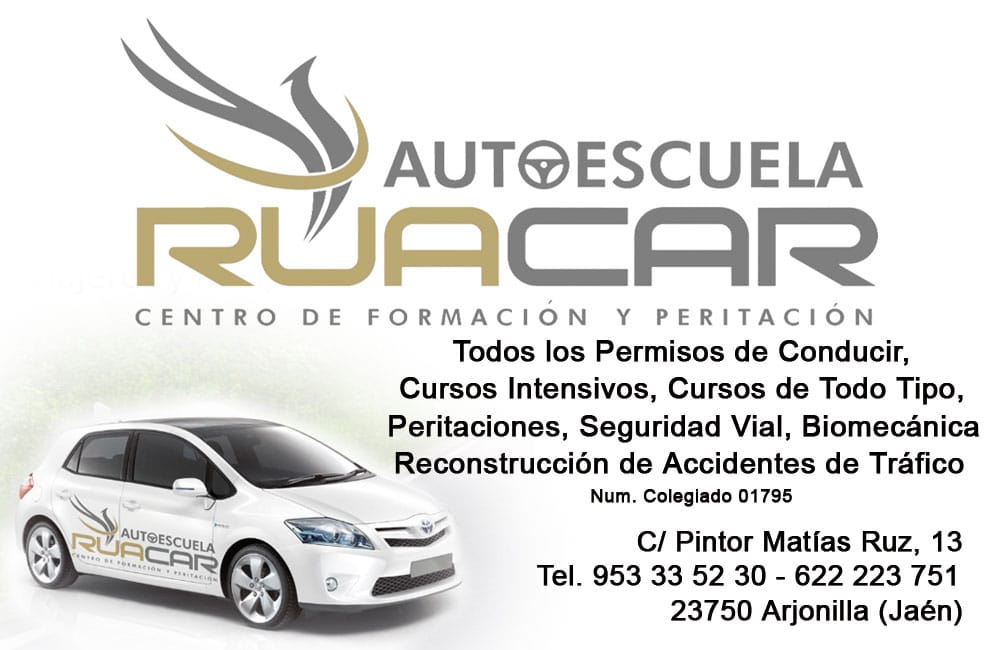 AUTOESCUELA
RUACAR
CENTRO DE FORMACIÓN Y PERITACIÓN
Todos los Permisos de Conducir,
Cursos Intensivos, Cursos de Todo Tipo,
Peritaciones, Seguridad Vial, Biomecánica
Reconstrucción de Accidentes de Tráfico
Num. Colegiado 01795
AUTOESCUELA
RUACAR
CENTRO DE FORMACIÓN Y PERITACIÓN
C/ Pintor Matías Ruz, 13
Tel. 953 33 52 30 - 622 223 751
23750 Arjonilla (Jaén)